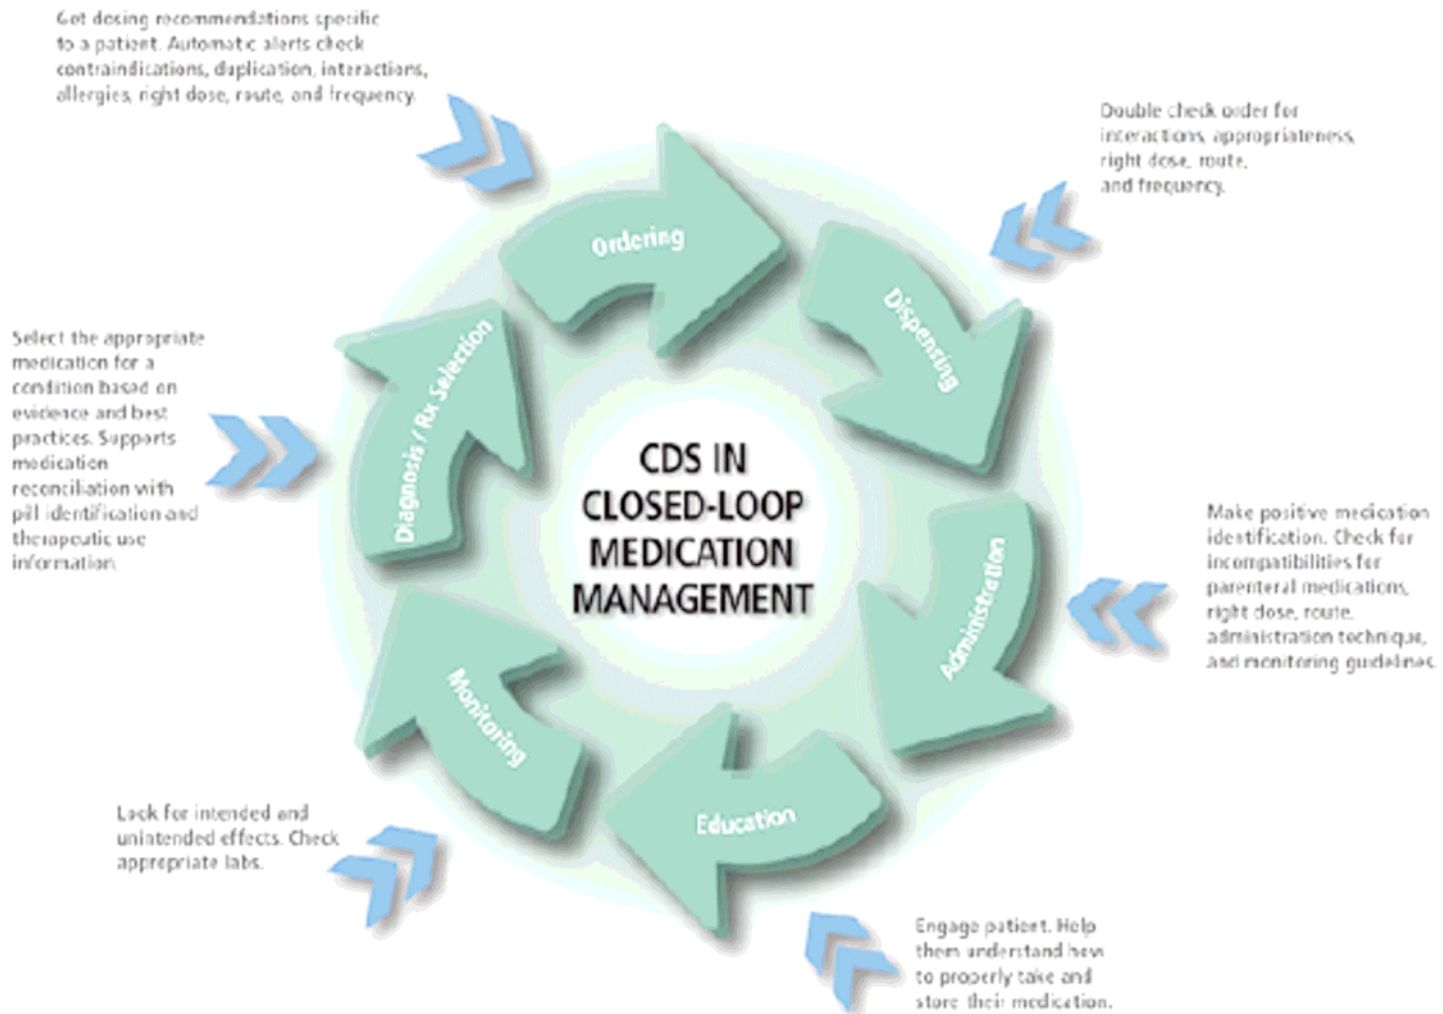 Get dosing recommendations specific
to a patient. Automatic alerts check
contraindications, duplication, interactions,
allergies, right dose, route, and frequency.
Double check order for
interactions, appropriateness,
right dose, route,
and frequency.
Ordering
Dispensing
Select the appropriate
medication for a
condition based on
evidence and best
practices. Supports
medication
reconciliation with
pill identification and
therapeutic use
information.
Diagnosis / Rx Selection
CDS IN
CLOSED-LOOP
MEDICATION
MANAGEMENT
Make positive medication
identification. Check for
incompatibilities for
parenteral medications,
right dose, route,
administration technique,
and monitoring guidelines.
Administration
Monitoring
Education
Look for intended and
unintended effects. Check
appropriate labs.
Engage patient. Help
them understand how
to properly take and
store their medication.